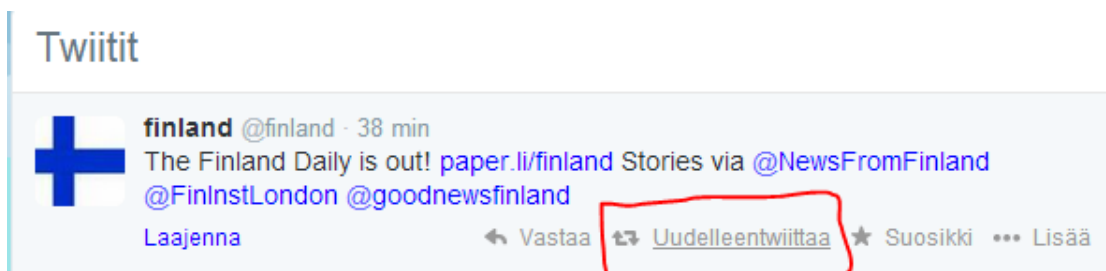 Twiitit
finland @finland · 38 min
The Finland Daily is out! paper.li/finland Stories via @NewsFromFinland
@FinInstLondon @goodnewsfinland
Laajenna Vastaa Uudelleentwiittaa Suosikki Lisää